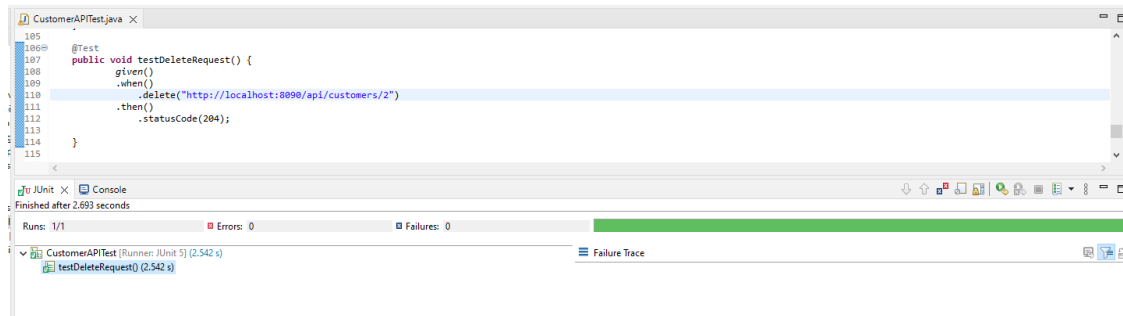 CustomerAPITest.java
105
106 @Test
107 public void testDeleteRequest() {
108 given()
109 .when()
110 .delete("http://localhost:8090/api/customers/2")
111 .then()
112 .statusCode(204);
113
114 }
115
JUnit Console
Finished after 2.693 seconds
Runs: 1/1 Errors: 0 Failures: 0
CustomerAPITest [Runner: JUnit 5] (2.542 s) Failure Trace
testDeleteRequest() (2.542 s)